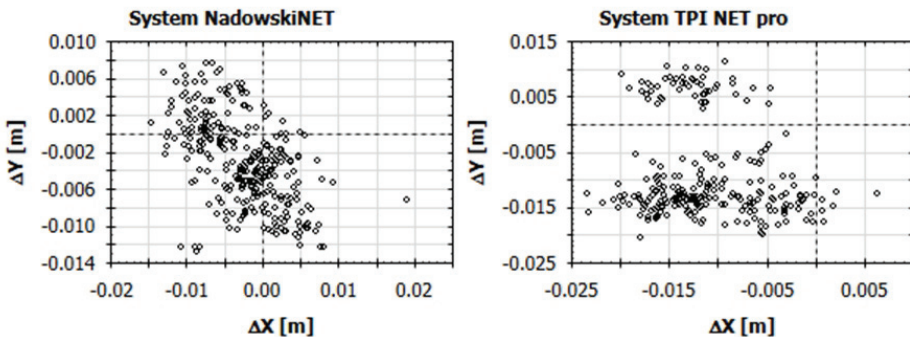 System NadowskiNET
0.010
0.006
0.002
-0.002
-0.006
-0.010
-0.014
ΔY [m]
-0.02 -0.01 0.00 0.01 0.02
ΔX [m]
System TPI NET pro
0.015
0.005
-0.005
-0.015
-0.025
ΔY [m]
-0.025 -0.015 -0.005 0.005
ΔX [m]